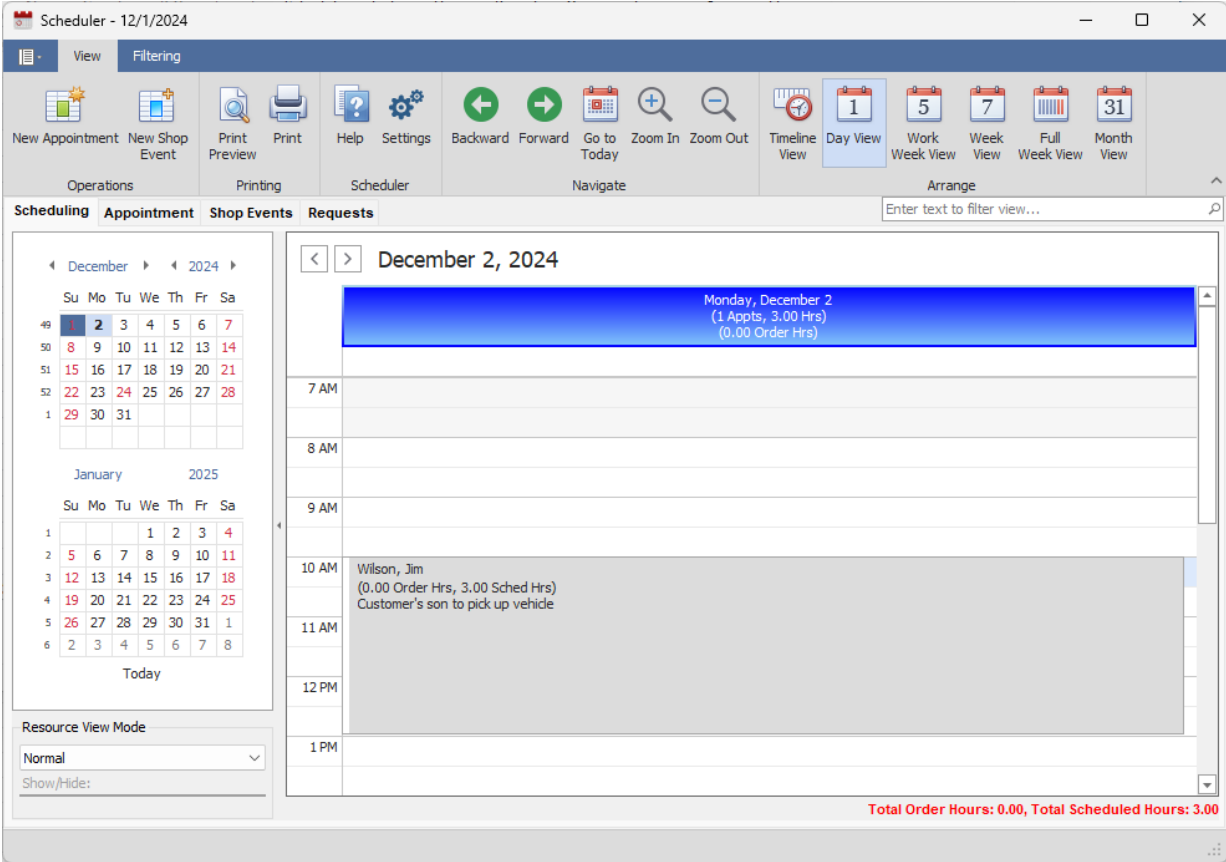 Scheduler - 12/1/2024
View Filtering
New Appointment New Shop Event Print Preview Print Help Settings Backward Forward Go to Today Zoom In Zoom Out Timeline View 1 Day View 5 Work Week View 7 Week View Full Week View 31 Month View
Operations Printing Scheduler Navigate Arrange
Scheduling Appointment Shop Events Requests Enter text to filter view...
December 2024
Su Mo Tu We Th Fr Sa
49 1 2 3 4 5 6 7
50 8 9 10 11 12 13 14
51 15 16 17 18 19 20 21
52 22 23 24 25 26 27 28
1 29 30 31
January 2025
Su Mo Tu We Th Fr Sa
1 1 2 3 4
2 5 6 7 8 9 10 11
3 12 13 14 15 16 17 18
4 19 20 21 22 23 24 25
5 26 27 28 29 30 31 1
6 2 3 4 5 6 7 8
Today
Resource View Mode
Normal
Show/Hide:
December 2, 2024
Monday, December 2
(1 Appts, 3.00 Hrs)
(0.00 Order Hrs)
7 AM
8 AM
9 AM
10 AM Wilson, Jim
(0.00 Order Hrs, 3.00 Sched Hrs)
Customer's son to pick up vehicle
11 AM
12 PM
1 PM
Total Order Hours: 0.00, Total Scheduled Hours: 3.00